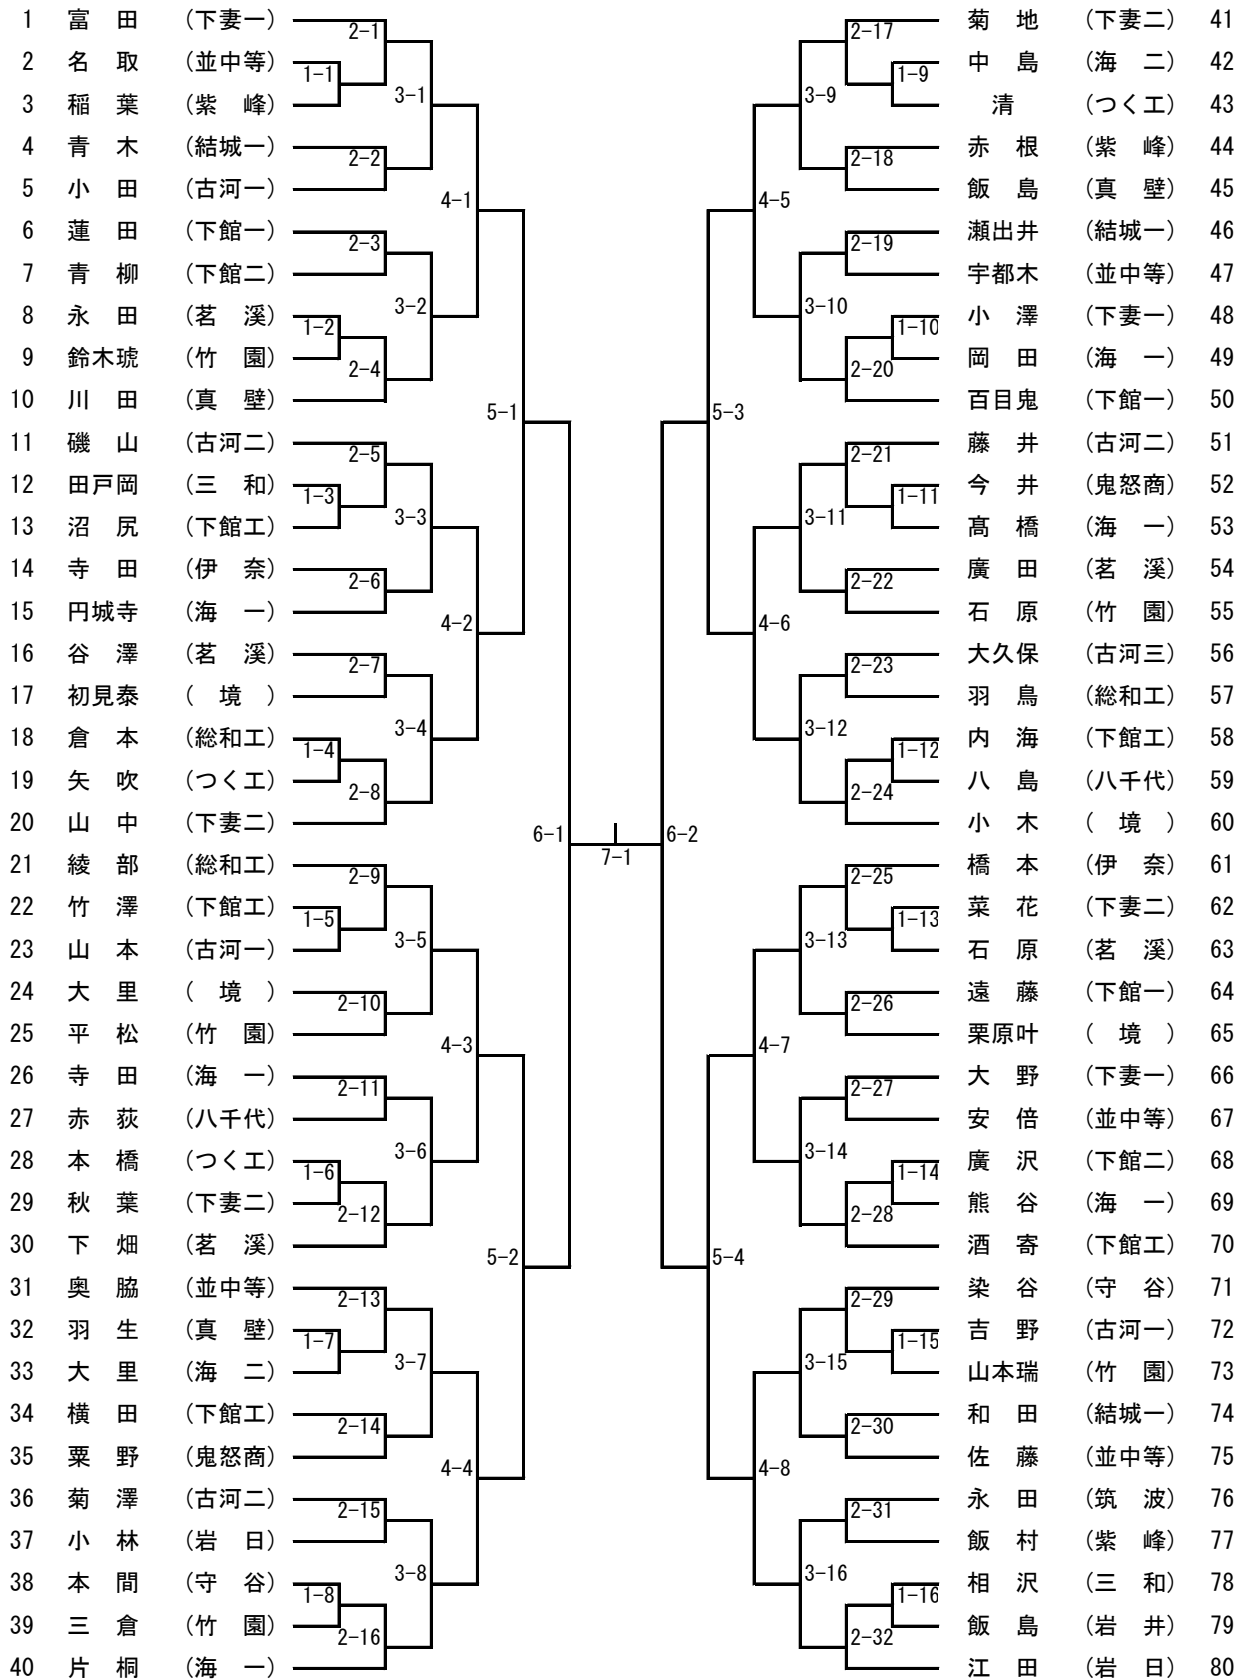 1 富 田 (下妻一)
2 名 取 (並中等)
3 稲 葉 (紫 峰)
4 青 木 (結城一)
5 小 田 (古河一)
6 蓮 田 (下館一)
7 青 柳 (下館二)
8 永 田 (茗 溪)
9 鈴木琥 (竹 園)
10 川 田 (真 壁)
11 磯 山 (古河二)
12 田戸岡 (三 和)
13 沼 尻 (下館工)
14 寺 田 (伊 奈)
15 円城寺 (海 一)
16 谷 澤 (茗 溪)
17 初見泰 ( 境 )
18 倉 本 (総和工)
19 矢 吹 (つく工)
20 山 中 (下妻二)
21 綾 部 (総和工)
22 竹 澤 (下館工)
23 山 本 (古河一)
24 大 里 ( 境 )
25 平 松 (竹 園)
26 寺 田 (海 一)
27 赤 荻 (八千代)
28 本 橋 (つく工)
29 秋 葉 (下妻二)
30 下 畑 (茗 溪)
31 奥 脇 (並中等)
32 羽 生 (真 壁)
33 大 里 (海 二)
34 横 田 (下館工)
35 粟 野 (鬼怒商)
36 菊 澤 (古河二)
37 小 林 (岩 日)
38 本 間 (守 谷)
39 三 倉 (竹 園)
40 片 桐 (海 一)
1-1
1-2
1-3
1-4
1-5
1-6
1-7
1-8
2-1
2-2
2-3
2-4
2-5
2-6
2-7
2-8
2-9
2-10
2-11
2-12
2-13
2-14
2-15
2-16
3-1
3-2
3-3
3-4
3-5
3-6
3-7
3-8
4-1
4-2
4-3
4-4
5-1
5-2
6-1
7-1
6-2
5-3
5-4
4-5
4-6
4-7
4-8
3-9
3-10
3-11
3-12
3-13
3-14
3-15
3-16
2-17
2-18
2-19
2-20
2-21
2-22
2-23
2-24
2-25
2-26
2-27
2-28
2-29
2-30
2-31
2-32
1-9
1-10
1-11
1-12
1-13
1-14
1-15
1-16
菊 地 (下妻二) 41
中 島 (海 二) 42
清 (つく工) 43
赤 根 (紫 峰) 44
飯 島 (真 壁) 45
瀬出井 (結城一) 46
宇都木 (並中等) 47
小 澤 (下妻一) 48
岡 田 (海 一) 49
百目鬼 (下館一) 50
藤 井 (古河二) 51
今 井 (鬼怒商) 52
髙 橋 (海 一) 53
廣 田 (茗 溪) 54
石 原 (竹 園) 55
大久保 (古河三) 56
羽 鳥 (総和工) 57
内 海 (下館工) 58
八 島 (八千代) 59
小 木 ( 境 ) 60
橋 本 (伊 奈) 61
菜 花 (下妻二) 62
石 原 (茗 溪) 63
遠 藤 (下館一) 64
栗原叶 ( 境 ) 65
大 野 (下妻一) 66
安 倍 (並中等) 67
廣 沢 (下館二) 68
熊 谷 (海 一) 69
酒 寄 (下館工) 70
染 谷 (守 谷) 71
吉 野 (古河一) 72
山本瑞 (竹 園) 73
和 田 (結城一) 74
佐 藤 (並中等) 75
永 田 (筑 波) 76
飯 村 (紫 峰) 77
相 沢 (三 和) 78
飯 島 (岩 井) 79
江 田 (岩 日) 80